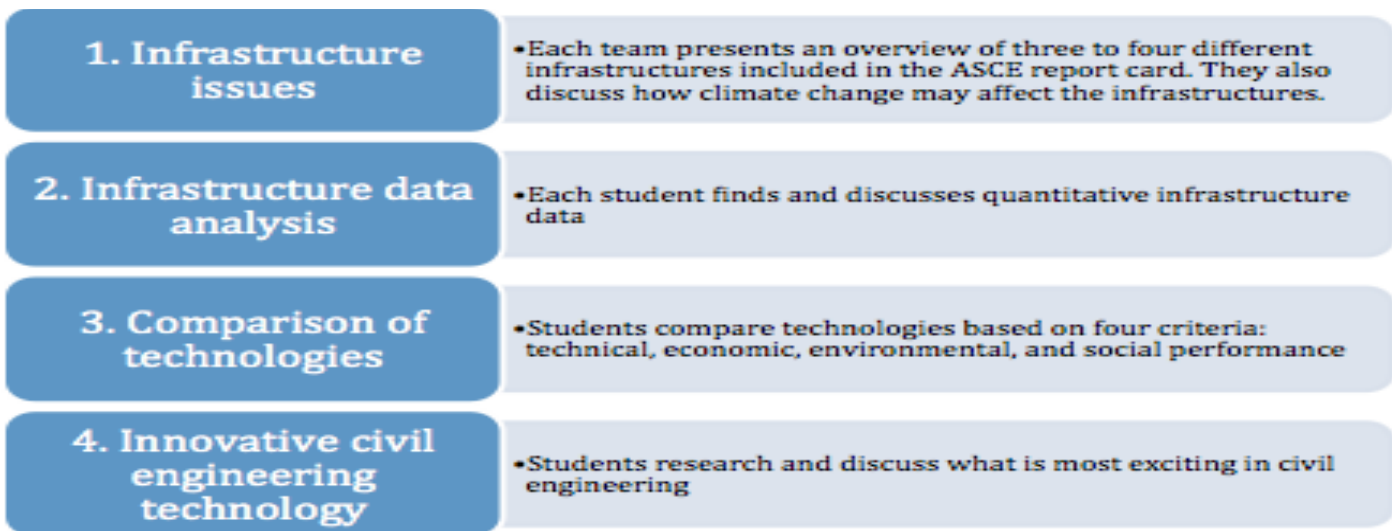 1. Infrastructure
issues
•Each team presents an overview of three to four different
infrastructures included in the ASCE report card. They also
discuss how climate change may affect the infrastructures.
2. Infrastructure data
analysis
•Each student finds and discusses quantitative infrastructure
data
3. Comparison of
technologies
•Students compare technologies based on four criteria:
technical, economic, environmental, and social performance
4. Innovative civil
engineering
technology
•Students research and discuss what is most exciting in civil
engineering